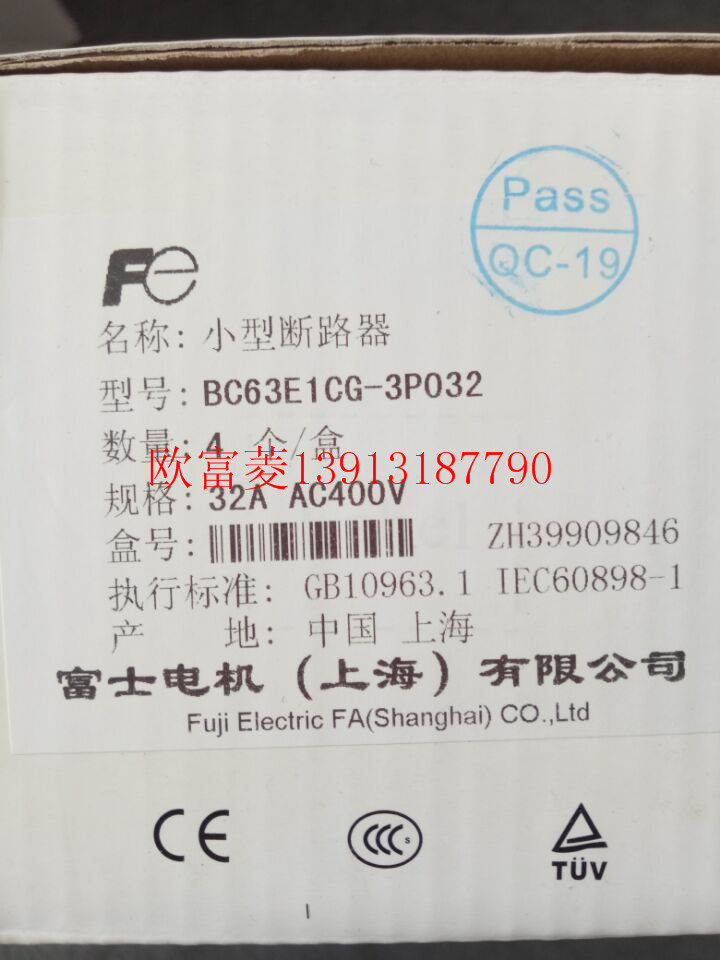 Pass
QC-19
Fe
名称: 小型断路器
型号: BC63E1CG-3P032
数量: 4 个/盒
欧富菱13913187790
规格: 32A AC400V
盒号: ZH39909846
执行标准: GB10963.1 IEC60898-1
产 地: 中国 上海
富士电机(上海)有限公司
Fuji Electric FA(Shanghai) CO.,Ltd
CE
CCC S
TÜV